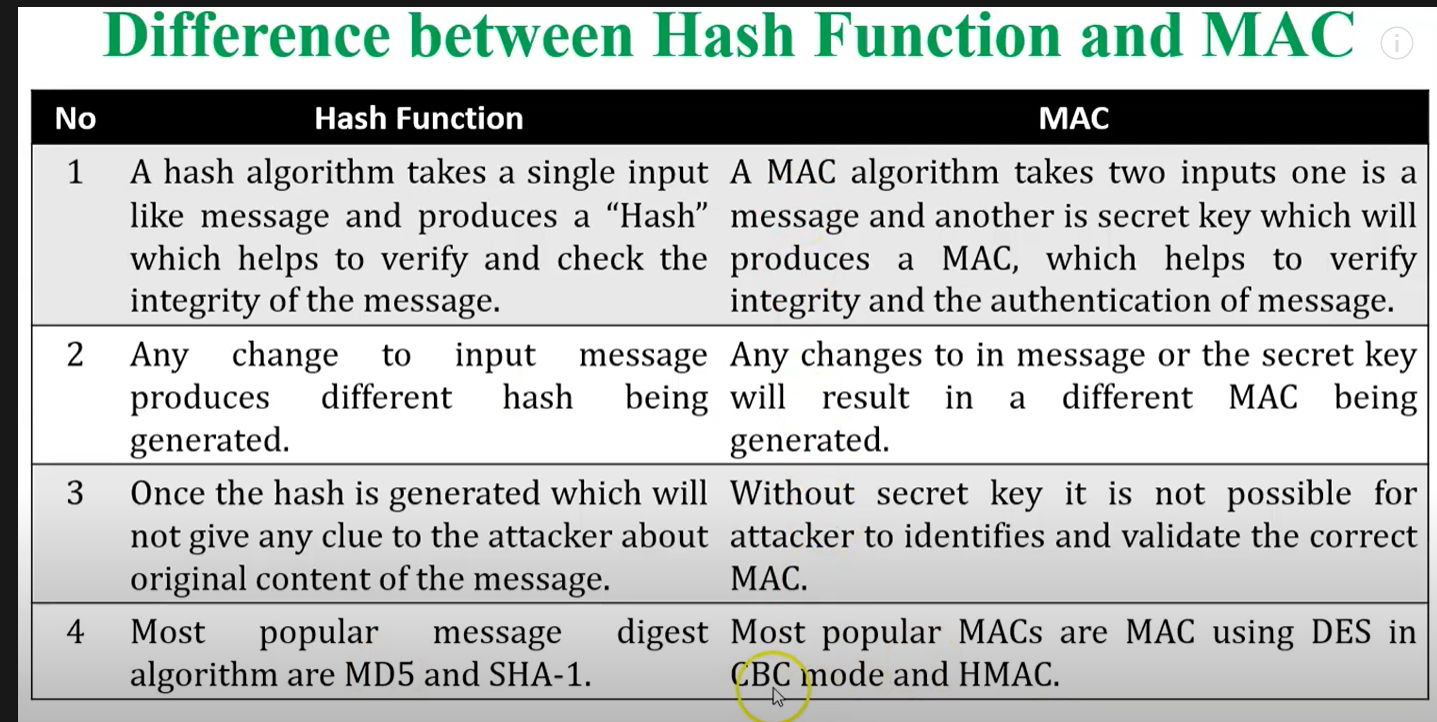 Difference between Hash Function and MAC
No Hash Function MAC
1 A hash algorithm takes a single input
like message and produces a “Hash”
which helps to verify and check the
integrity of the message.
A MAC algorithm takes two inputs one is a
message and another is secret key which will
produces a MAC, which helps to verify
integrity and the authentication of message.
2 Any change to input message
produces different hash being
generated.
Any changes to in message or the secret key
will result in a different MAC being
generated.
3 Once the hash is generated which will
not give any clue to the attacker about
original content of the message.
Without secret key it is not possible for
attacker to identifies and validate the correct
MAC.
4 Most popular message digest
algorithm are MD5 and SHA-1.
Most popular MACs are MAC using DES in
CBC mode and HMAC.